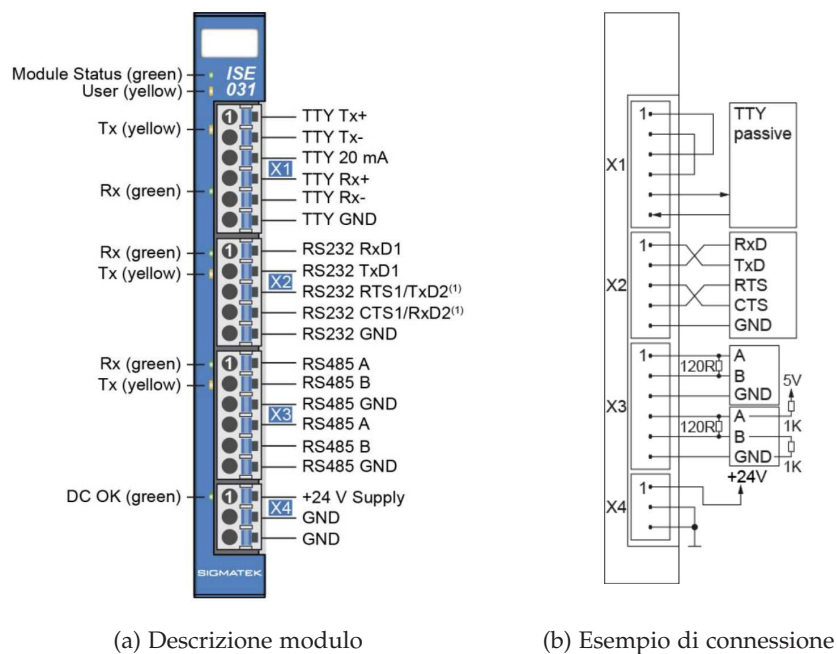 ISE
031
Module Status (green)
User (yellow)
Tx (yellow)
Rx (green)
Rx (green)
Tx (yellow)
Rx (green)
Tx (yellow)
DC OK (green)
1
TTY Tx+
TTY Tx-
TTY 20 mA
X1
TTY Rx+
TTY Rx-
TTY GND
1
RS232 RxD1
RS232 TxD1
X2
RS232 RTS1/TxD2(1)
RS232 CTS1/RxD2(1)
RS232 GND
1
RS485 A
RS485 B
RS485 GND
X3
RS485 A
RS485 B
RS485 GND
1
+24 V Supply
X4
GND
GND
SIGMATEK
(a) Descrizione modulo
X1
1
TTY
passive
X2
1
RxD
TxD
RTS
CTS
GND
X3
1
120R
A
B
GND
5V
120R
A
B
1K
GND
1K
+24V
X4
1
(b) Esempio di connessione